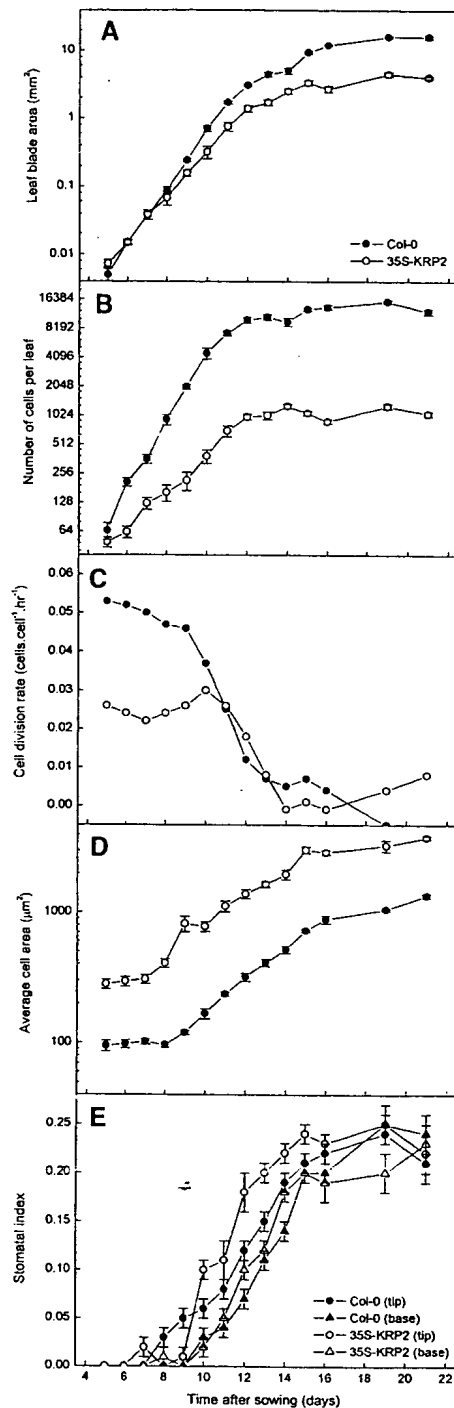 A
Leaf blade area (mm²)
10
1
0.1
0.01
Col-0
35S-KRP2
B
Number of cells per leaf
16384
8192
4096
2048
1024
512
256
128
64
C
Cell division rate (cells.cell⁻¹.hr⁻¹)
0.06
0.05
0.04
0.03
0.02
0.01
0.00
D
Average cell area (µm²)
1000
100
E
Stomatal index
0.25
0.20
0.15
0.10
0.05
0.00
Col-0 (tip)
Col-0 (base)
35S-KRP2 (tip)
35S-KRP2 (base)
4 6 8 10 12 14 16 18 20 22
Time after sowing (days)